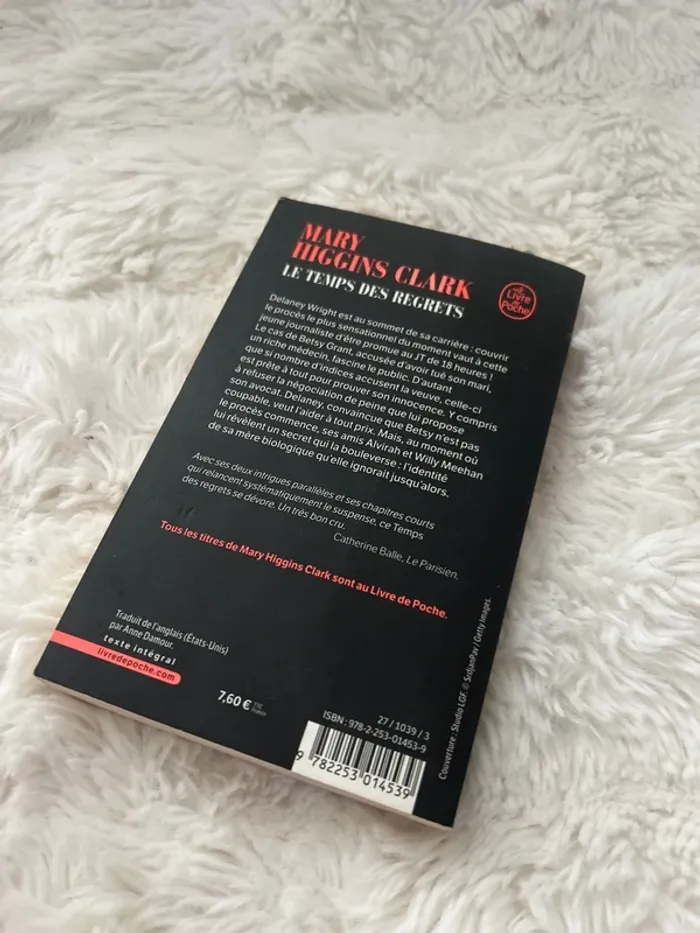 MARY
HIGGINS CLARK
LE TEMPS DES REGRETS
Le
Livre
de
Poche
Delaney Wright est au sommet de sa carrière : couvrir
le procès le plus sensationnel du moment vaut à cette
jeune journaliste d'être promue au JT de 18 heures !
Le cas de Betsy Grant, accusée d'avoir tué son mari,
un riche médecin, fascine le public. D'autant
que si nombre d'indices accusent la veuve, celle-ci
est prête à tout pour prouver son innocence. Y compris
à refuser la négociation de peine que lui propose
son avocat. Delaney, convaincue que Betsy n'est pas
coupable, veut l'aider à tout prix. Mais, au moment où
le procès commence, ses amis Alvirah et Willy Meehan
lui révèlent un secret qui la bouleverse : l'identité
de sa mère biologique qu'elle ignorait jusqu'alors.
Avec ses deux intrigues parallèles et ses chapitres courts
qui relancent systématiquement le suspense, ce Temps
des regrets se dévore. Un très bon cru.
Catherine Balle, Le Parisien.
Tous les titres de Mary Higgins Clark sont au Livre de Poche.
Traduit de l'anglais (États-Unis)
par Anne Damour.
texte intégral
livredepoche.com
7,60 € TTC
France
27 / 1039 / 3
ISBN : 978-2-253-01453-9
9 782253 014539
Couverture : Studio LGF. © SidjanPav / Getty Images.